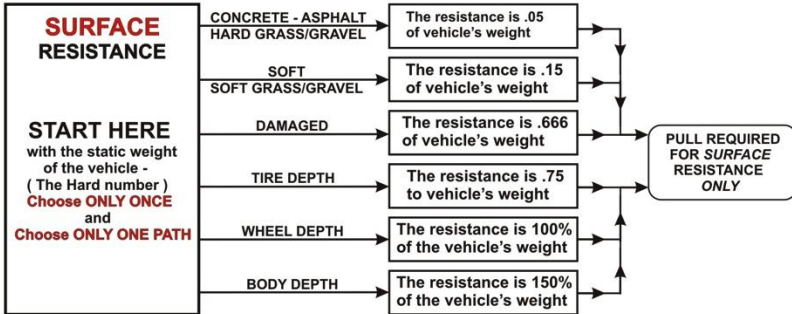 SURFACE
RESISTANCE
START HERE
with the static weight
of the vehicle -
( The Hard number )
Choose ONLY ONCE
and
Choose ONLY ONE PATH
CONCRETE - ASPHALT
HARD GRASS/GRAVEL
The resistance is .05
of vehicle's weight
SOFT
SOFT GRASS/GRAVEL
The resistance is .15
of vehicle's weight
DAMAGED
The resistance is .666
of vehicle's weight
TIRE DEPTH
The resistance is .75
to vehicle's weight
WHEEL DEPTH
The resistance is 100%
of the vehicle's weight
BODY DEPTH
The resistance is 150%
of the vehicle's weight
PULL REQUIRED
FOR SURFACE
RESISTANCE
ONLY